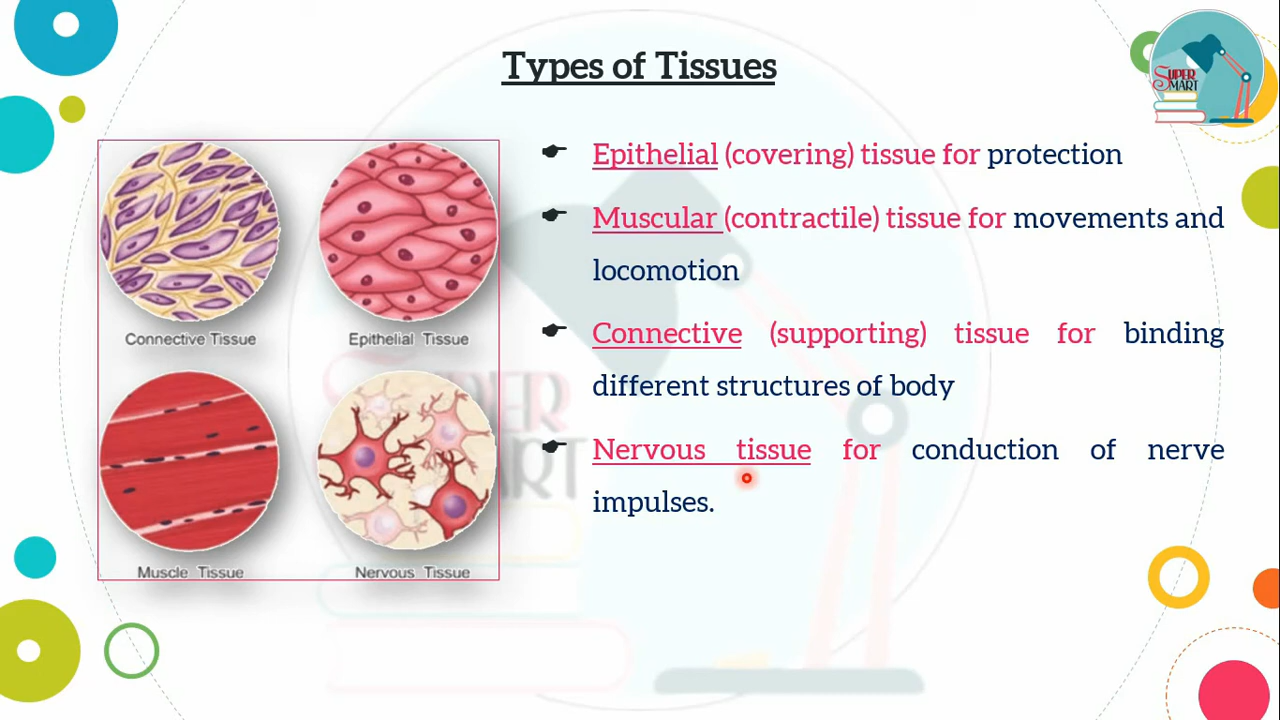 Types of Tissues
SUPER
SMART
Epithelial (covering) tissue for protection
Muscular (contractile) tissue for movements and
locomotion
Connective (supporting) tissue for binding
different structures of body
Nervous tissue for conduction of nerve
impulses.
Connective Tissue
Epithelial Tissue
Muscle Tissue
Nervous Tissue